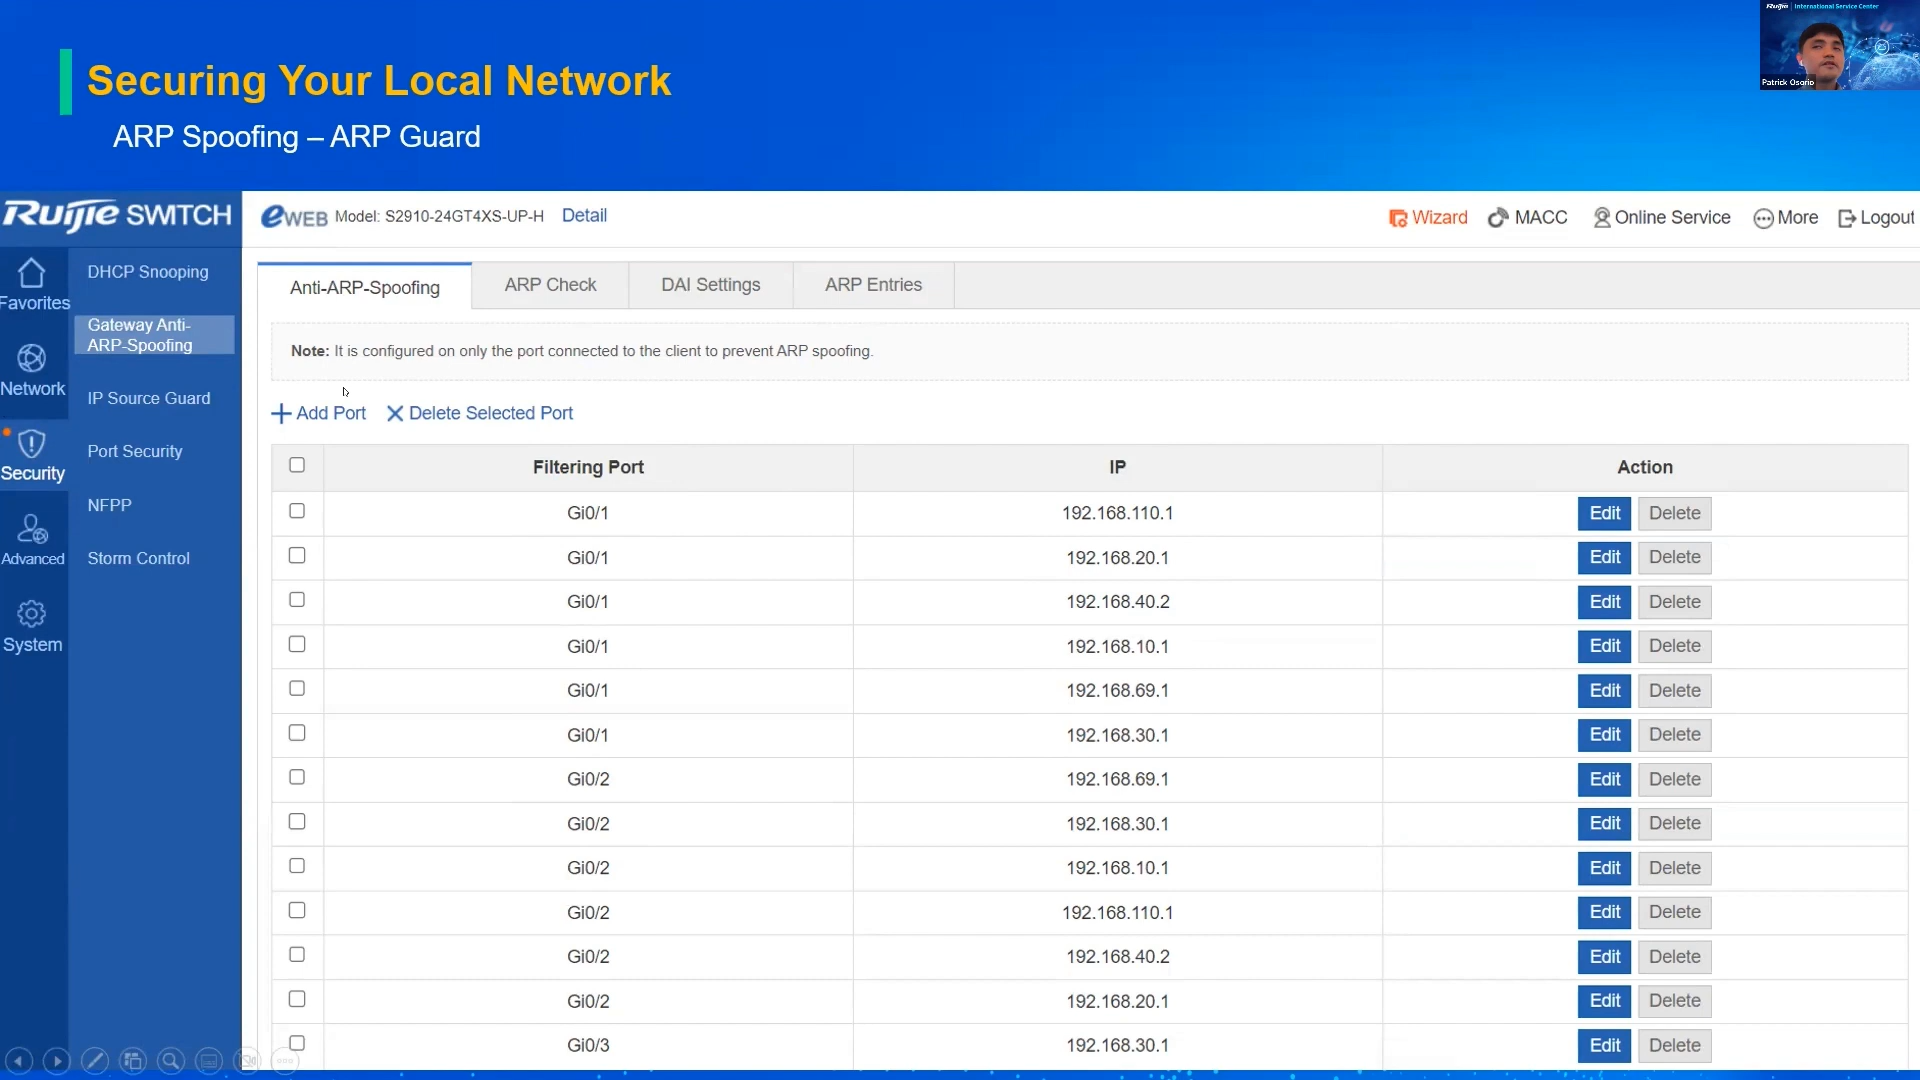 Ruijie | International Service Center
Patrick Osorio
Securing Your Local Network
ARP Spoofing – ARP Guard
Ruijie SWITCH
eWEB Model: S2910-24GT4XS-UP-H Detail
Wizard MACC Online Service More Logout
Favorites
Network
Security
Advanced
System
DHCP Snooping
Gateway Anti-
ARP-Spoofing
IP Source Guard
Port Security
NFPP
Storm Control
Anti-ARP-Spoofing ARP Check DAI Settings ARP Entries
Note: It is configured on only the port connected to the client to prevent ARP spoofing.
Add Port Delete Selected Port
Filtering Port IP Action
Gi0/1 192.168.110.1 Edit Delete
Gi0/1 192.168.20.1 Edit Delete
Gi0/1 192.168.40.2 Edit Delete
Gi0/1 192.168.10.1 Edit Delete
Gi0/1 192.168.69.1 Edit Delete
Gi0/1 192.168.30.1 Edit Delete
Gi0/2 192.168.69.1 Edit Delete
Gi0/2 192.168.30.1 Edit Delete
Gi0/2 192.168.10.1 Edit Delete
Gi0/2 192.168.110.1 Edit Delete
Gi0/2 192.168.40.2 Edit Delete
Gi0/2 192.168.20.1 Edit Delete
Gi0/3 192.168.30.1 Edit Delete